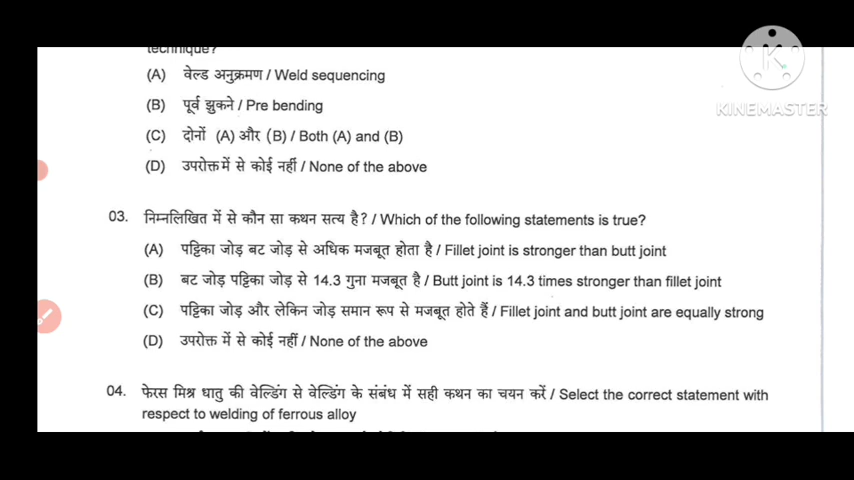 technique?
(A) वेल्ड अनुक्रमण / Weld sequencing
(B) पूर्व झुकने / Pre bending
(C) दोनों (A) और (B) / Both (A) and (B)
(D) उपरोक्त में से कोई नहीं / None of the above
KINEMASTER
03. निम्नलिखित में से कौन सा कथन सत्य है? / Which of the following statements is true?
(A) पट्टिका जोड़ बट जोड़ से अधिक मजबूत होता है / Fillet joint is stronger than butt joint
(B) बट जोड़ पट्टिका जोड़ से 14.3 गुना मजबूत है / Butt joint is 14.3 times stronger than fillet joint
(C) पट्टिका जोड़ और लेकिन जोड़ समान रूप से मजबूत होते हैं / Fillet joint and butt joint are equally strong
(D) उपरोक्त में से कोई नहीं / None of the above
04. फेरस मिश्र धातु की वेल्डिंग से वेल्डिंग के संबंध में सही कथन का चयन करें / Select the correct statement with
respect to welding of ferrous alloy